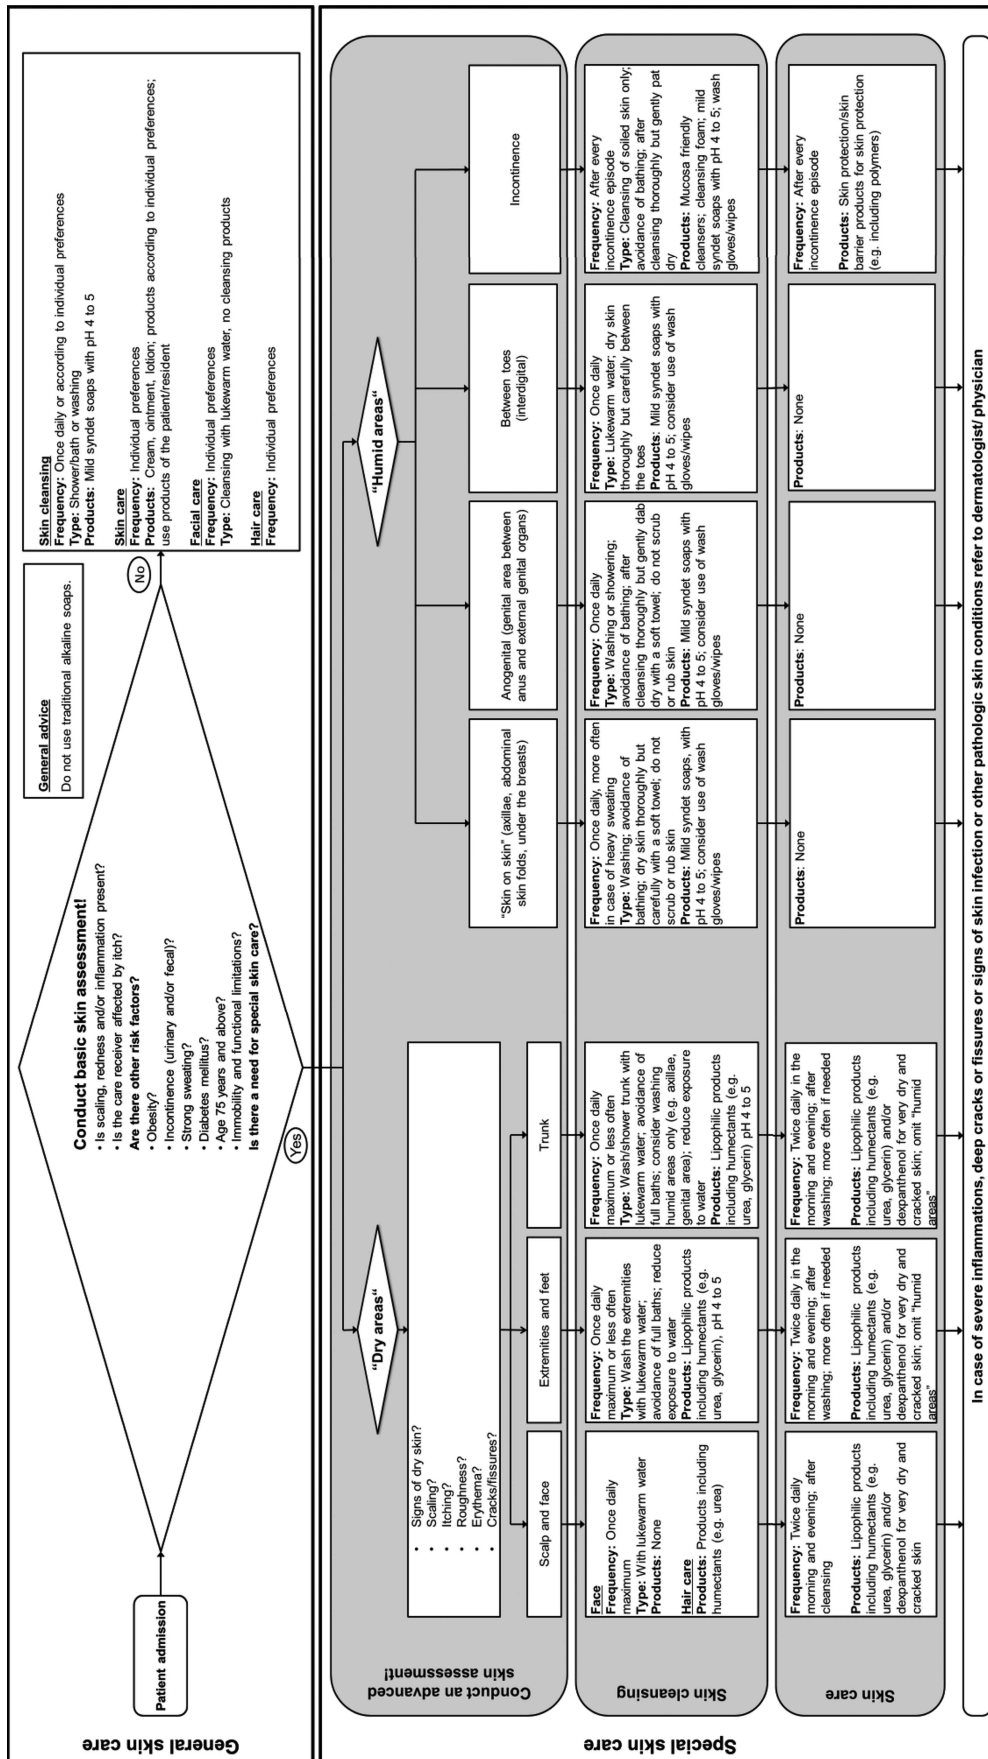 General skin care
Patient admission
Conduct basic skin assessment!
• Is scaling, redness and/or inflammation present?
• Is the care receiver affected by itch?
Are there other risk factors?
• Obesity?
• Incontinence (urinary and/or fecal)?
• Strong sweating?
• Diabetes mellitus?
• Age 75 years and above?
• Immobility and functional limitations?
Is there a need for special skin care?
Yes
No
General advice
Do not use traditional alkaline soaps.
Skin cleansing
Frequency: Once daily or according to individual preferences
Type: Shower/bath or washing
Products: Mild syndet soaps with pH 4 to 5
Skin care
Frequency: Individual preferences
Products: Cream, ointment, lotion; products according to individual preferences;
use products of the patient/resident
Facial care
Frequency: Individual preferences
Type: Cleansing with lukewarm water, no cleansing products
Hair care
Frequency: Individual preferences
Special skin care
Conduct an advanced
skin assessment!
"Dry areas"
• Signs of dry skin?
• Scaling?
• Itching?
• Roughness?
• Erythema?
• Cracks/fissures?
Scalp and face
Extremities and feet
Trunk
"Humid areas"
"Skin on skin" (axillae, abdominal
skin folds, under the breasts)
Anogenital (genital area between
anus and external genital organs)
Between toes
(interdigital)
Incontinence
Skin cleansing
Face
Frequency: Once daily
maximum
Type: With lukewarm water
Products: None
Hair care
Products: Products including
humectants (e.g. urea)
Frequency: Once daily
maximum or less often
Type: Wash the extremities
with lukewarm water;
avoidance of full baths; reduce
exposure to water
Products: Lipophilic products
including humectants (e.g.
urea, glycerin), pH 4 to 5
Frequency: Once daily
maximum or less often
Type: Wash/shower trunk with
lukewarm water; avoidance of
full baths; consider washing
humid areas only (e.g. axillae,
genital area); reduce exposure
to water
Products: Lipophilic products
including humectants (e.g.
urea, glycerin) pH 4 to 5
Frequency: Once daily, more often
in case of heavy sweating
Type: Washing; avoidance of
bathing; dry skin thoroughly but
carefully with a soft towel; do not
scrub or rub skin
Products: Mild syndet soaps, with
pH 4 to 5; consider use of wash
gloves/wipes
Frequency: Once daily
Type: Washing or showering;
avoidance of bathing; after
cleansing thoroughly but gently dab
dry with a soft towel; do not scrub
or rub skin
Products: Mild syndet soaps with
pH 4 to 5; consider use of wash
gloves/wipes
Frequency: Once daily
Type: Lukewarm water; dry skin
thoroughly but carefully between
the toes
Products: Mild syndet soaps with
pH 4 to 5; consider use of wash
gloves/wipes
Frequency: After every
incontinence episode
Type: Cleansing of soiled skin only;
avoidance of bathing; after
cleansing thoroughly but gently pat
dry
Products: Mucosa friendly
cleansers; cleansing foam; mild
syndet soaps with pH 4 to 5; wash
gloves/wipes
Skin care
Frequency: Twice daily
morning and evening; after
cleansing
Products: Lipophilic products
including humectants (e.g.
urea, glycerin) and/or
dexpanthenol for very dry and
cracked skin
Frequency: Twice daily in the
morning and evening; after
washing; more often if needed
Products: Lipophilic products
including humectants (e.g.
urea, glycerin) and/or
dexpanthenol for very dry and
cracked skin; omit "humid
areas"
Frequency: Twice daily in the
morning and evening; after
washing; more often if needed
Products: Lipophilic products
including humectants (e.g.
urea, glycerin) and/or
dexpanthenol for very dry and
cracked skin; omit "humid
areas"
Products: None
Products: None
Products: None
Frequency: After every
incontinence episode
Products: Skin protection/skin
barrier products for skin protection
(e.g. including polymers)
In case of severe inflammations, deep cracks or fissures or signs of skin infection or other pathologic skin conditions refer to dermatologist/ physician